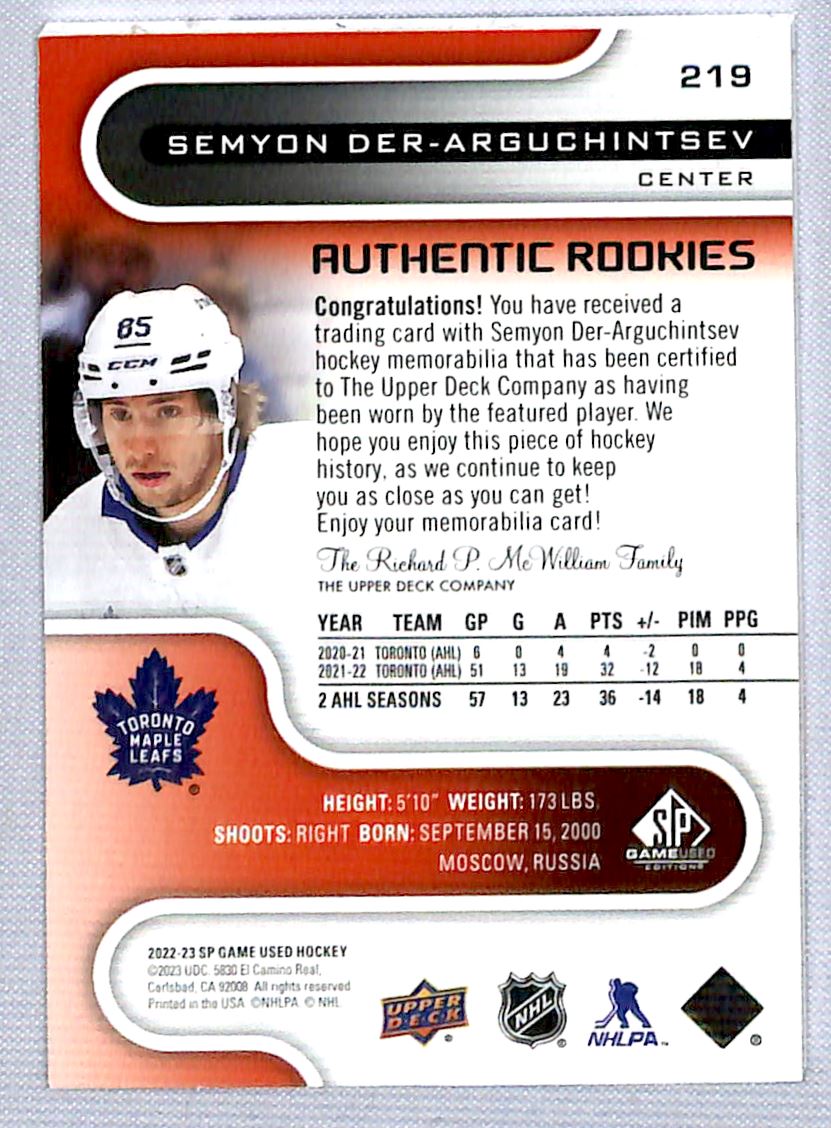 219
SEMYON DER-ARGUCHINTSEV
CENTER
AUTHENTIC ROOKIES
Congratulations! You have received a
trading card with Semyon Der-Arguchintsev
hockey memorabilia that has been certified
to The Upper Deck Company as having
been worn by the featured player. We
hope you enjoy this piece of hockey
history, as we continue to keep
you as close as you can get!
Enjoy your memorabilia card!
The Richard P. McWilliam Family
THE UPPER DECK COMPANY
85
CCM
YEAR TEAM GP G A PTS +/- PIM PPG
2020-21 TORONTO (AHL) 6 0 4 4 -2 0 0
2021-22 TORONTO (AHL) 51 13 19 32 -12 18 4
2 AHL SEASONS 57 13 23 36 -14 18 4
TORONTO
MAPLE
LEAFS
HEIGHT: 5'10" WEIGHT: 173 LBS.
SHOOTS: RIGHT BORN: SEPTEMBER 15, 2000
MOSCOW, RUSSIA
SP
GAMEUSED
EDITIONS
2022-23 SP GAME USED HOCKEY
©2023 UDC. 5830 El Camino Real,
Carlsbad, CA 92008 All rights reserved
Printed in the USA ©NHLPA © NHL
UPPER
DECK
NHL
NHLPA